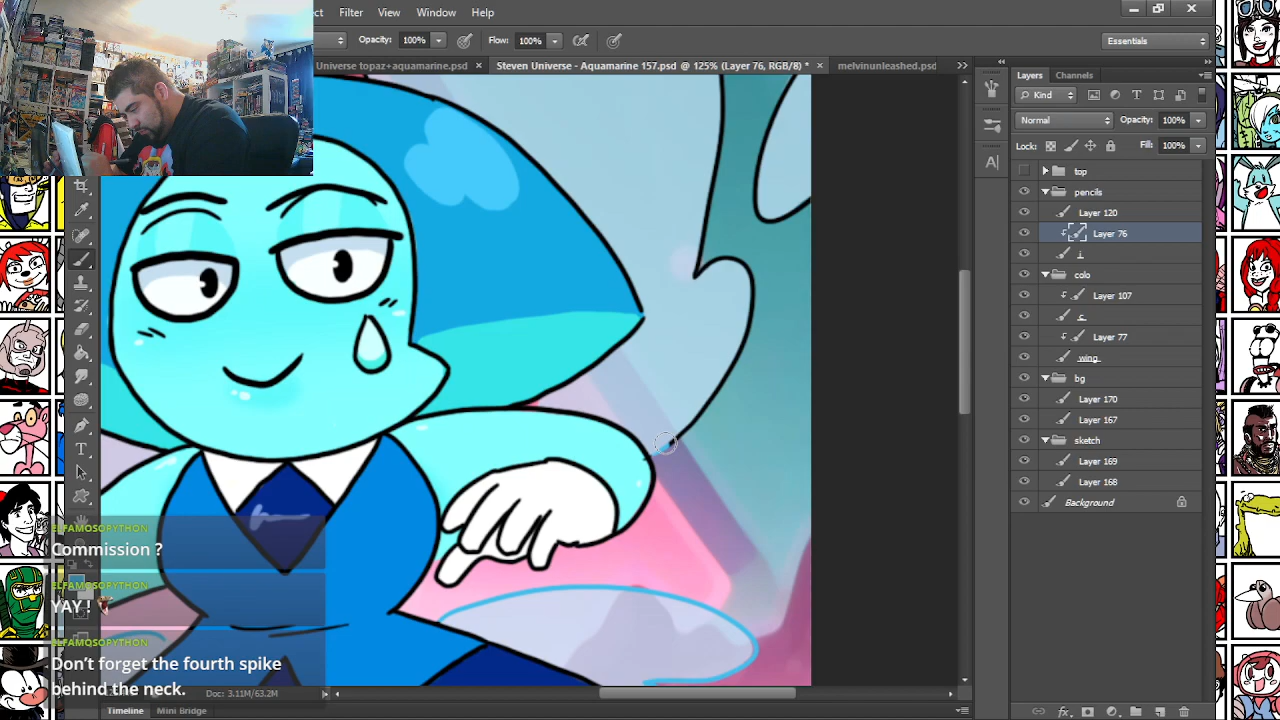 ct Filter View Window Help
Opacity: 100% Flow: 100% Essentials
Universe topaz+aquamarine.psd × Steven Universe - Aquamarine 157.psd @ 125% (Layer 76, RGB/8) * × melvinunleashed.psd
Layers Channels
Kind
Normal Opacity: 100%
Lock: Fill: 100%
top
pencils
Layer 120
Layer 76
colo
Layer 107
c
Layer 77
wing
bg
Layer 170
Layer 167
sketch
Layer 169
Layer 168
Background
ELFAMOSOPYTHON
Commission ?
ELFAMOSOPYTHON
YAY !
ELFAMOSOPYTHON
Don't forget the fourth spike
behind the neck.
Doc: 3.11M/63.2M
Timeline Mini Bridge